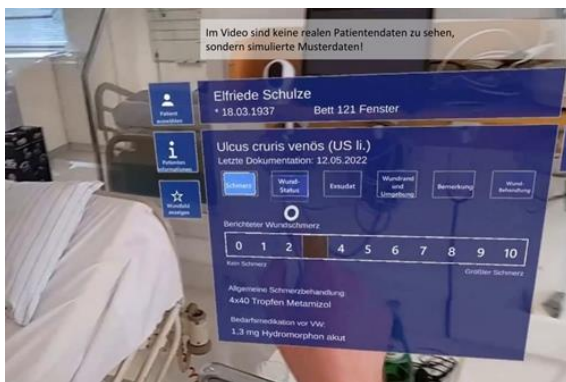 Im Video sind keine realen Patientendaten zu sehen,
sondern simulierte Musterdaten!
Elfriede Schulze
* 18.03.1937 Bett 121 Fenster
Patient
auswählen
Patienten
Informationen
Wundbild
anzeigen
Ulcus cruris venös (US li.)
Letzte Dokumentation: 12.05.2022
Schmerz
Wund-
Status
Exsudat
Wundrand
und
Umgebung
Bemerkung
Wund-
Behandlung
Berichteter Wundschmerz
0 1 2 4 5 6 7 8 9 10
Kein Schmerz Größter Schmerz
Allgemeine Schmerzbehandlung:
4x40 Tropfen Metamizol
Bedarfsmedikation vor VW:
1,3 mg Hydromorphon akut